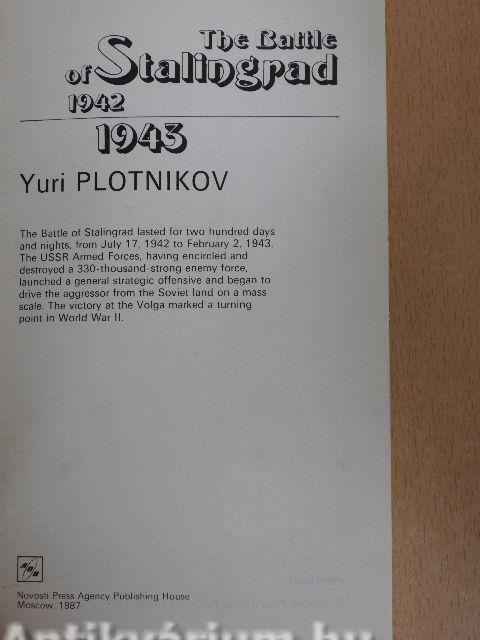 The Battle
of Stalingrad
1942
1943
Yuri PLOTNIKOV
The Battle of Stalingrad lasted for two hundred days
and nights, from July 17, 1942 to February 2, 1943.
The USSR Armed Forces, having encircled and
destroyed a 330-thousand-strong enemy force,
launched a general strategic offensive and began to
drive the aggressor from the Soviet land on a mass
scale. The victory at the Volga marked a turning
point in World War II.
Novosti Press Agency Publishing House
Moscow, 1987
Antikvárium.hu